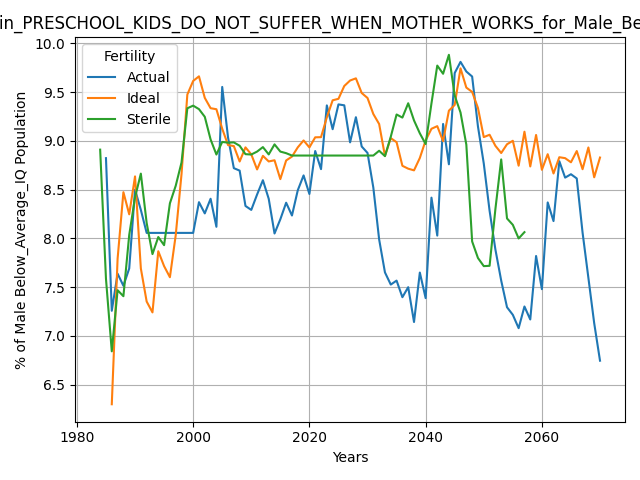 in_PRESCHOOL_KIDS_DO_NOT_SUFFER_WHEN_MOTHER_WORKS_for_Male_Be
Fertility
Actual
Ideal
Sterile
% of Male Below_Average_IQ Population
10.0
9.5
9.0
8.5
8.0
7.5
7.0
6.5
1980
2000
2020
2040
2060
Years